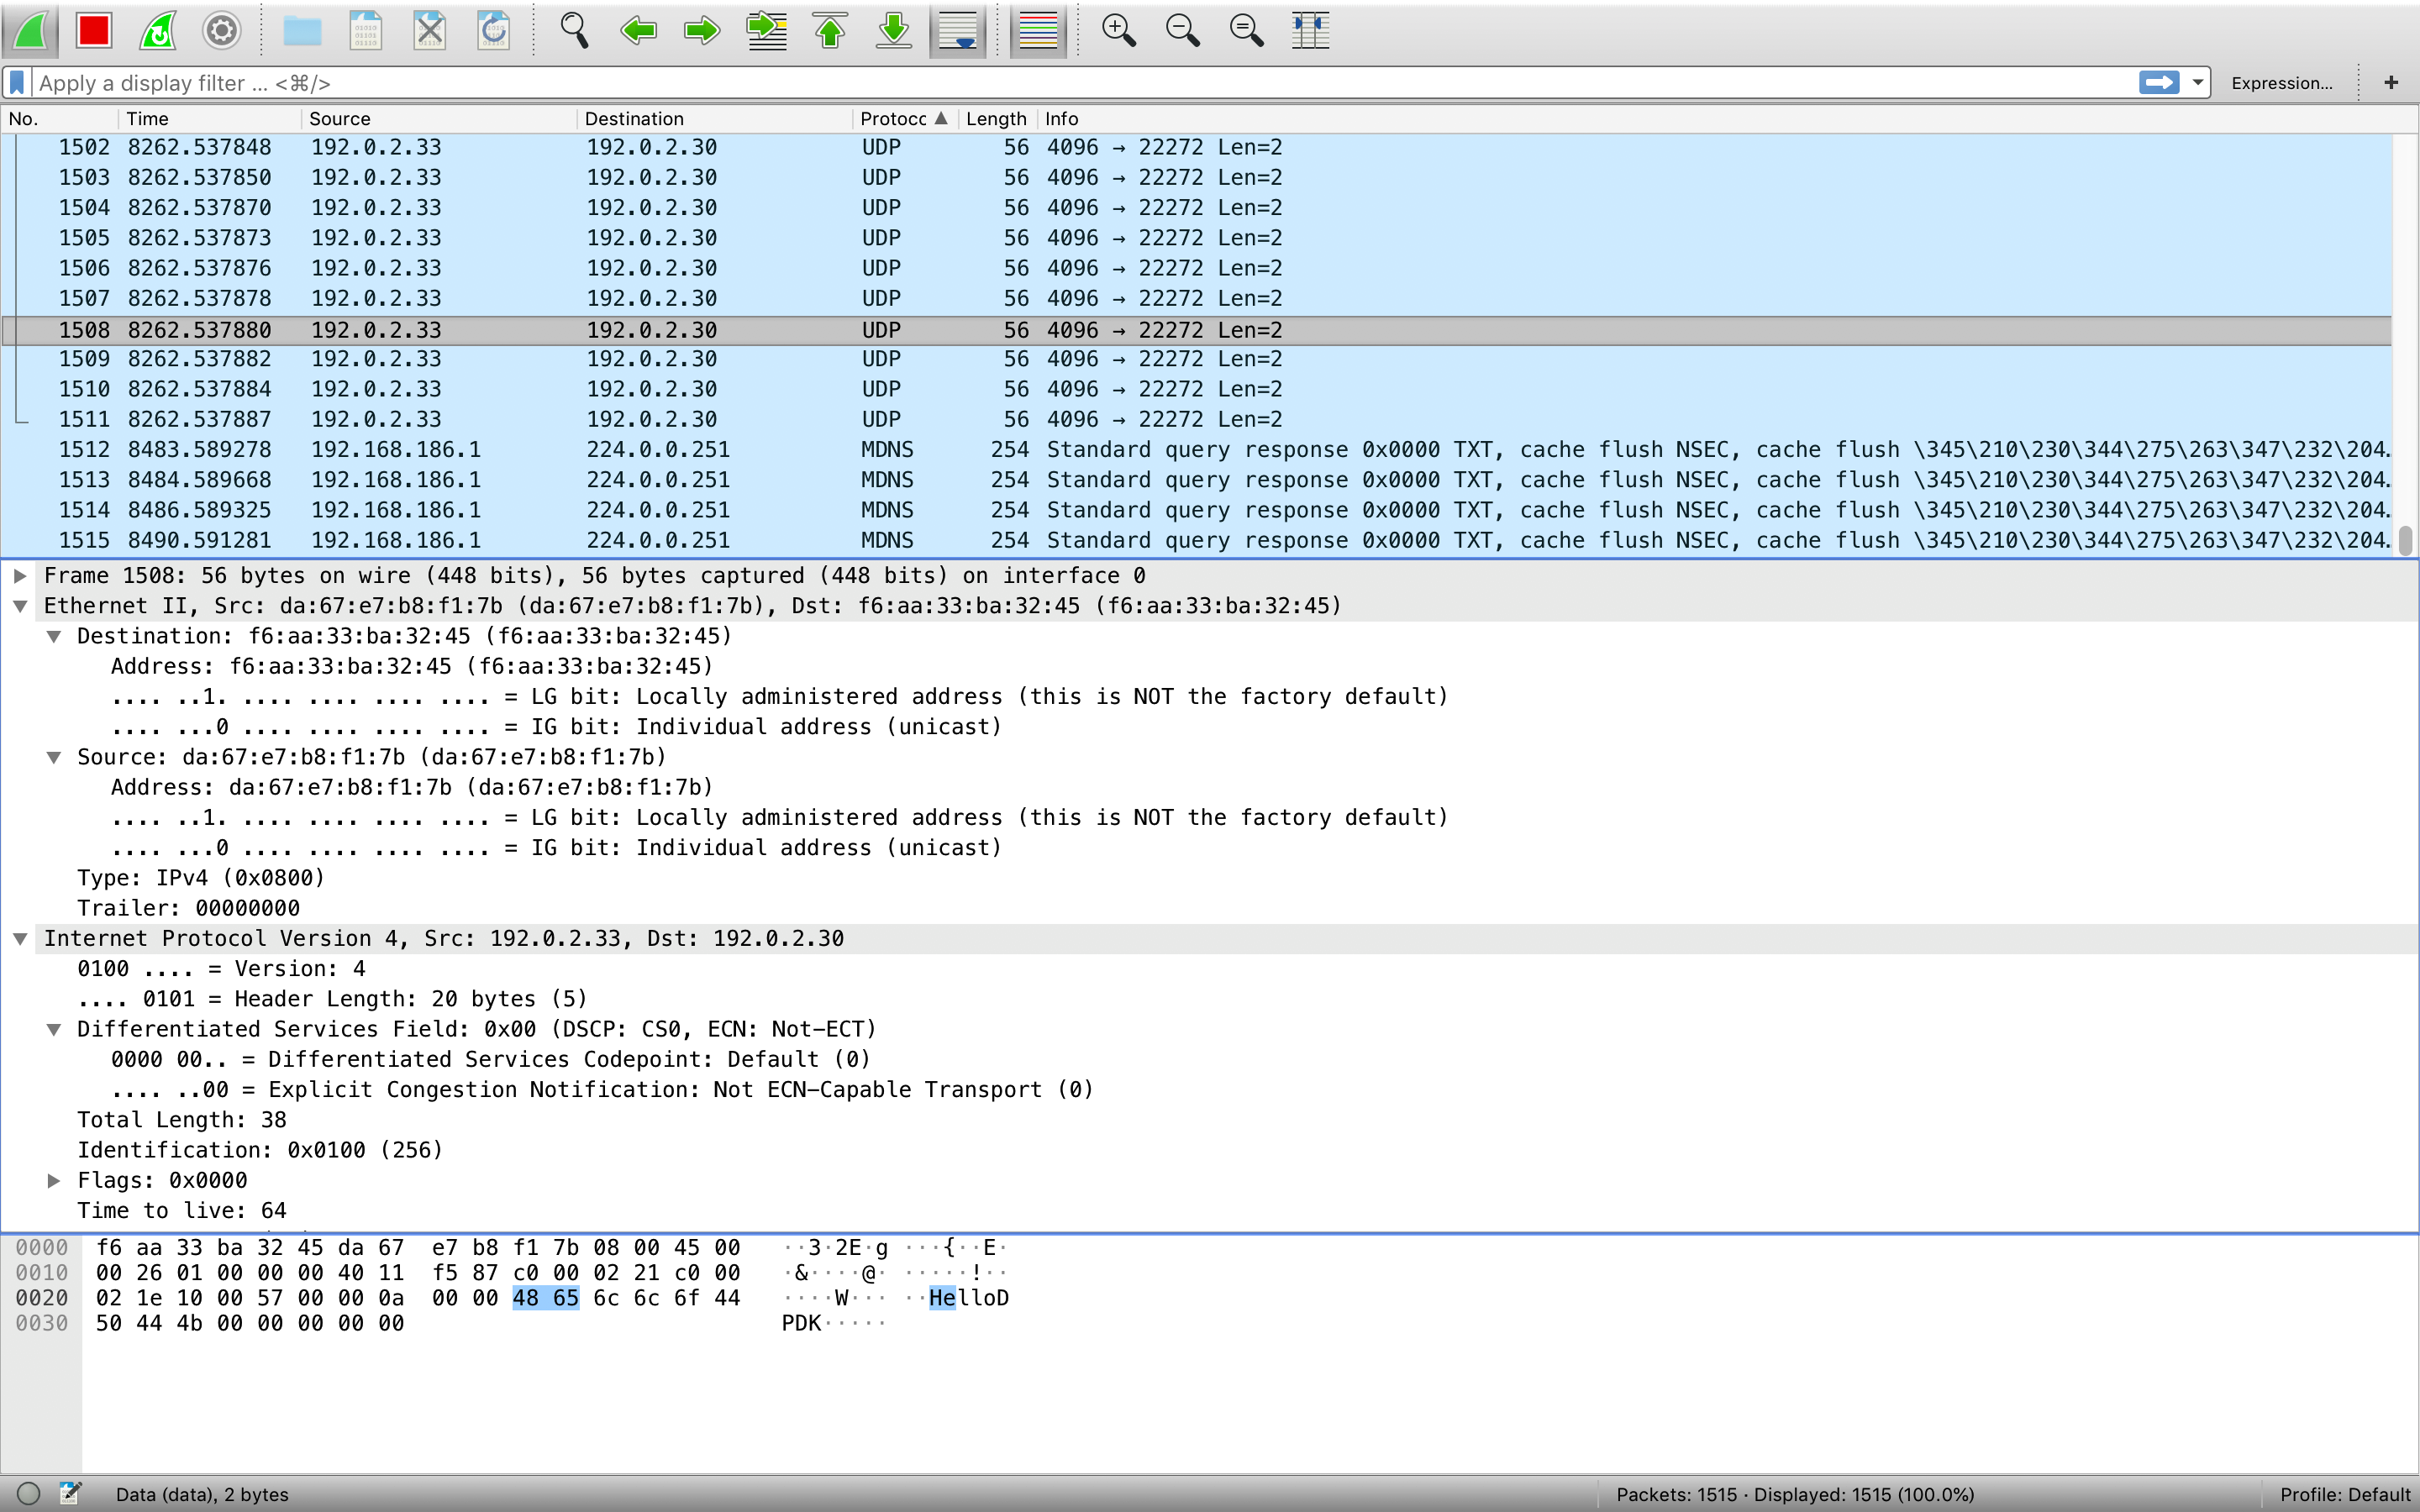 Apply a display filter ... <⌘/>
Expression...
+
No. Time Source Destination Protocc Length Info
1502 8262.537848 192.0.2.33 192.0.2.30 UDP 56 4096 → 22272 Len=2
1503 8262.537850 192.0.2.33 192.0.2.30 UDP 56 4096 → 22272 Len=2
1504 8262.537870 192.0.2.33 192.0.2.30 UDP 56 4096 → 22272 Len=2
1505 8262.537873 192.0.2.33 192.0.2.30 UDP 56 4096 → 22272 Len=2
1506 8262.537876 192.0.2.33 192.0.2.30 UDP 56 4096 → 22272 Len=2
1507 8262.537878 192.0.2.33 192.0.2.30 UDP 56 4096 → 22272 Len=2
1508 8262.537880 192.0.2.33 192.0.2.30 UDP 56 4096 → 22272 Len=2
1509 8262.537882 192.0.2.33 192.0.2.30 UDP 56 4096 → 22272 Len=2
1510 8262.537884 192.0.2.33 192.0.2.30 UDP 56 4096 → 22272 Len=2
1511 8262.537887 192.0.2.33 192.0.2.30 UDP 56 4096 → 22272 Len=2
1512 8483.589278 192.168.186.1 224.0.0.251 MDNS 254 Standard query response 0x0000 TXT, cache flush NSEC, cache flush \345\210\230\344\275\263\347\232\204…
1513 8484.589668 192.168.186.1 224.0.0.251 MDNS 254 Standard query response 0x0000 TXT, cache flush NSEC, cache flush \345\210\230\344\275\263\347\232\204…
1514 8486.589325 192.168.186.1 224.0.0.251 MDNS 254 Standard query response 0x0000 TXT, cache flush NSEC, cache flush \345\210\230\344\275\263\347\232\204…
1515 8490.591281 192.168.186.1 224.0.0.251 MDNS 254 Standard query response 0x0000 TXT, cache flush NSEC, cache flush \345\210\230\344\275\263\347\232\204…
Frame 1508: 56 bytes on wire (448 bits), 56 bytes captured (448 bits) on interface 0
Ethernet II, Src: da:67:e7:b8:f1:7b (da:67:e7:b8:f1:7b), Dst: f6:aa:33:ba:32:45 (f6:aa:33:ba:32:45)
Destination: f6:aa:33:ba:32:45 (f6:aa:33:ba:32:45)
Address: f6:aa:33:ba:32:45 (f6:aa:33:ba:32:45)
.... ..1. .... .... .... .... = LG bit: Locally administered address (this is NOT the factory default)
.... ...0 .... .... .... .... = IG bit: Individual address (unicast)
Source: da:67:e7:b8:f1:7b (da:67:e7:b8:f1:7b)
Address: da:67:e7:b8:f1:7b (da:67:e7:b8:f1:7b)
.... ..1. .... .... .... .... = LG bit: Locally administered address (this is NOT the factory default)
.... ...0 .... .... .... .... = IG bit: Individual address (unicast)
Type: IPv4 (0x0800)
Trailer: 00000000
Internet Protocol Version 4, Src: 192.0.2.33, Dst: 192.0.2.30
0100 .... = Version: 4
.... 0101 = Header Length: 20 bytes (5)
Differentiated Services Field: 0x00 (DSCP: CS0, ECN: Not-ECT)
0000 00.. = Differentiated Services Codepoint: Default (0)
.... ..00 = Explicit Congestion Notification: Not ECN-Capable Transport (0)
Total Length: 38
Identification: 0x0100 (256)
Flags: 0x0000
Time to live: 64
0000 f6 aa 33 ba 32 45 da 67 e7 b8 f1 7b 08 00 45 00 ··3·2E·g ···{··E·
0010 00 26 01 00 00 00 40 11 f5 87 c0 00 02 21 c0 00 ·&····@· ·····!··
0020 02 1e 10 00 57 00 00 0a 00 00 48 65 6c 6c 6f 44 ····W··· ··HelloD
0030 50 44 4b 00 00 00 00 00 PDK·····
Data (data), 2 bytes
Packets: 1515 · Displayed: 1515 (100.0%)
Profile: Default